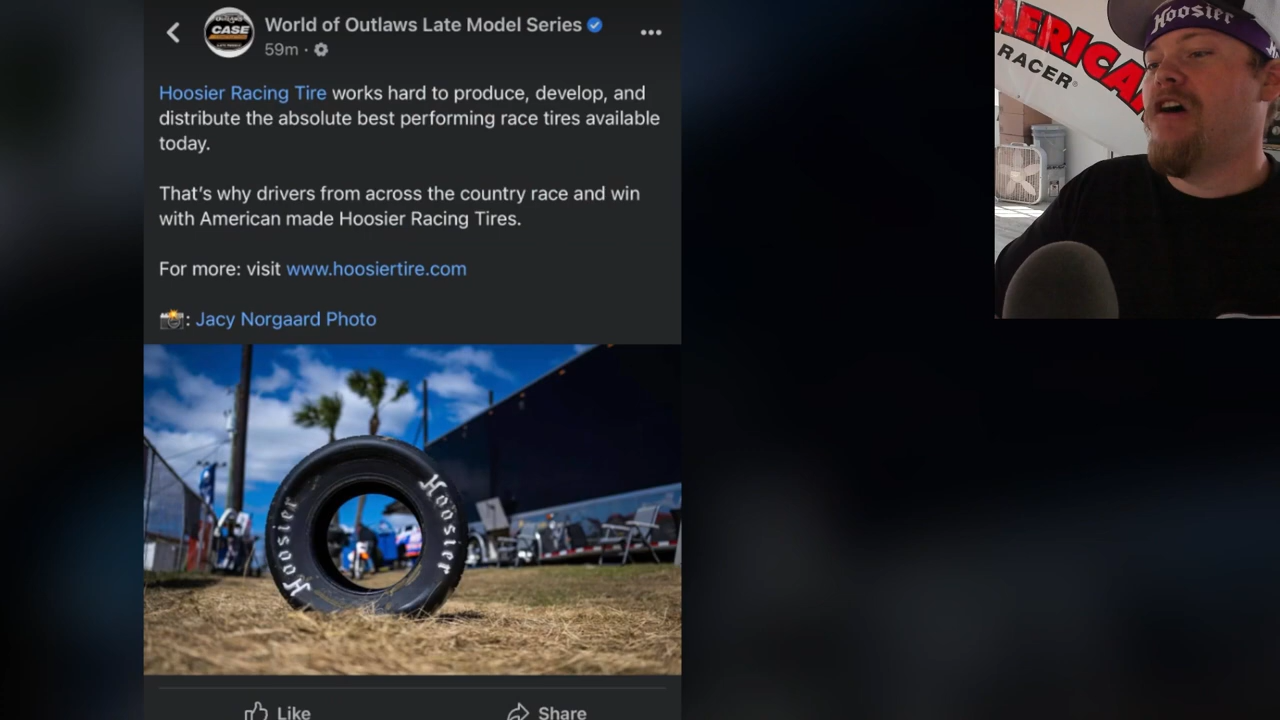 World of Outlaws Late Model Series
59m ·
CASE
Hoosier Racing Tire works hard to produce, develop, and
distribute the absolute best performing race tires available
today.
That’s why drivers from across the country race and win
with American made Hoosier Racing Tires.
For more: visit www.hoosiertire.com
: Jacy Norgaard Photo
Hoosier
Hoosier
Like
Share
MERICA
RACER
Hoosier